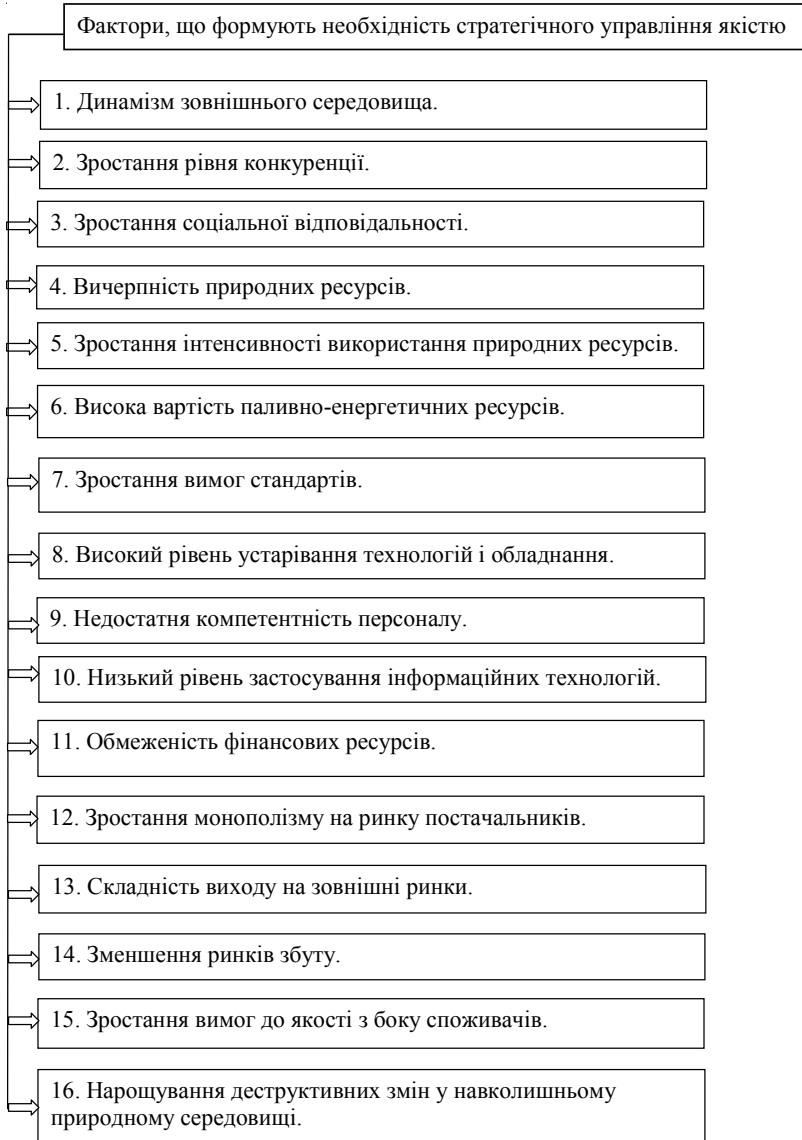 Фактори, що формують необхідність стратегічного управління якістю
1. Динамізм зовнішнього середовища.
2. Зростання рівня конкуренції.
3. Зростання соціальної відповідальності.
4. Вичерпність природних ресурсів.
5. Зростання інтенсивності використання природних ресурсів.
6. Висока вартість паливно-енергетичних ресурсів.
7. Зростання вимог стандартів.
8. Високий рівень устарівання технологій і обладнання.
9. Недостатня компетентність персоналу.
10. Низький рівень застосування інформаційних технологій.
11. Обмеженість фінансових ресурсів.
12. Зростання монополізму на ринку постачальників.
13. Складність виходу на зовнішні ринки.
14. Зменшення ринків збуту.
15. Зростання вимог до якості з боку споживачів.
16. Нарощування деструктивних змін у навколишньому
природному середовищі.